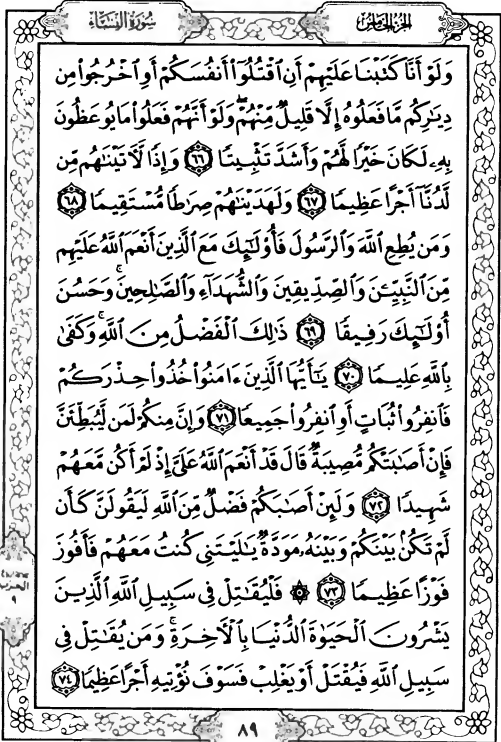 الجزء الخامس
سورة النساء
وَلَوْ أَنَّا كَتَبْنَا عَلَيْهِمْ أَنِ ٱقْتُلُوٓا۟ أَنفُسَكُمْ أَوِ ٱخْرُجُوا۟ مِن
دِيَٰرِكُم مَّا فَعَلُوهُ إِلَّا قَلِيلٌ مِّنْهُمْ ۖ وَلَوْ أَنَّهُمْ فَعَلُوا۟ مَا يُوعَظُونَ
بِهِۦ لَكَانَ خَيْرًا لَّهُمْ وَأَشَدَّ تَثْبِيتًا ٦٦ وَإِذًا لَّءَاتَيْنَٰهُم مِّن
لَّدُنَّآ أَجْرًا عَظِيمًا ٦٧ وَلَهَدَيْنَٰهُمْ صِرَٰطًا مُّسْتَقِيمًا ٦٨
وَمَن يُطِعِ ٱللَّهَ وَٱلرَّسُولَ فَأُو۟لَٰٓئِكَ مَعَ ٱلَّذِينَ أَنْعَمَ ٱللَّهُ عَلَيْهِم
مِّنَ ٱلنَّبِيِّـۧنَ وَٱلصِّدِّيقِينَ وَٱلشُّهَدَآءِ وَٱلصَّٰلِحِينَ ۚ وَحَسُنَ
أُو۟لَٰٓئِكَ رَفِيقًا ٦٩ ذَٰلِكَ ٱلْفَضْلُ مِنَ ٱللَّهِ ۚ وَكَفَىٰ
بِٱللَّهِ عَلِيمًا ٧٠ يَٰٓأَيُّهَا ٱلَّذِينَ ءَامَنُوا۟ خُذُوا۟ حِذْرَكُمْ
فَٱنفِرُوا۟ ثُبَاتٍ أَوِ ٱنفِرُوا۟ جَمِيعًا ٧١ وَإِنَّ مِنكُمْ لَمَن لَّيُبَطِّئَنَّ
فَإِنْ أَصَٰبَتْكُم مُّصِيبَةٌ قَالَ قَدْ أَنْعَمَ ٱللَّهُ عَلَىَّ إِذْ لَمْ أَكُن مَّعَهُمْ
شَهِيدًا ٧٢ وَلَئِنْ أَصَٰبَكُمْ فَضْلٌ مِّنَ ٱللَّهِ لَيَقُولَنَّ كَأَن
لَّمْ تَكُنۢ بَيْنَكُمْ وَبَيْنَهُۥ مَوَدَّةٌ يَٰلَيْتَنِى كُنتُ مَعَهُمْ فَأَفُوزَ
فَوْزًا عَظِيمًا ٧٣ ۞ فَلْيُقَٰتِلْ فِى سَبِيلِ ٱللَّهِ ٱلَّذِينَ
يَشْرُونَ ٱلْحَيَوٰةَ ٱلدُّنْيَا بِٱلْءَاخِرَةِ ۚ وَمَن يُقَٰتِلْ فِى
سَبِيلِ ٱللَّهِ فَيُقْتَلْ أَوْ يَغْلِبْ فَسَوْفَ نُؤْتِيهِ أَجْرًا عَظِيمًا ٧٤
الحزب
٩
٨٩